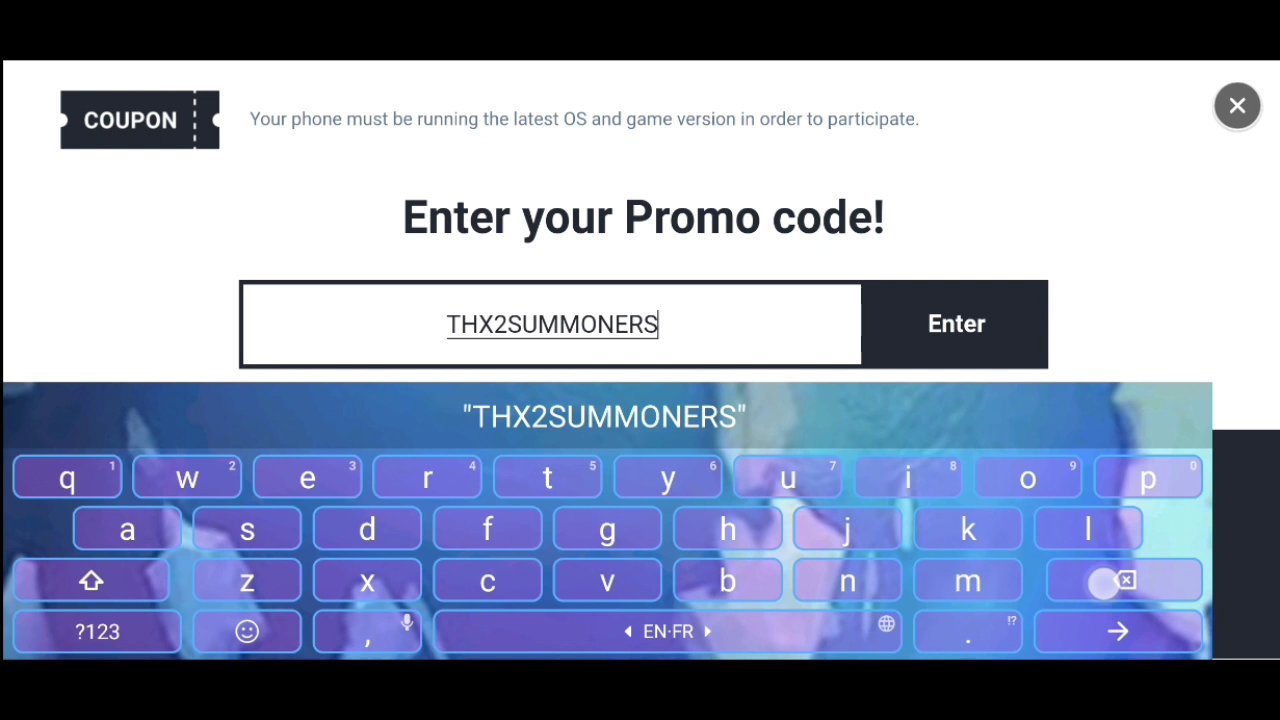 COUPON
Your phone must be running the latest OS and game version in order to participate.
Enter your Promo code!
THX2SUMMONERS
Enter
"THX2SUMMONERS"
q 1 w 2 e 3 r 4 t 5 y 6 u 7 i 8 o 9 p 0
a s d f g h j k l
z x c v b n m
?123 , EN·FR . !?